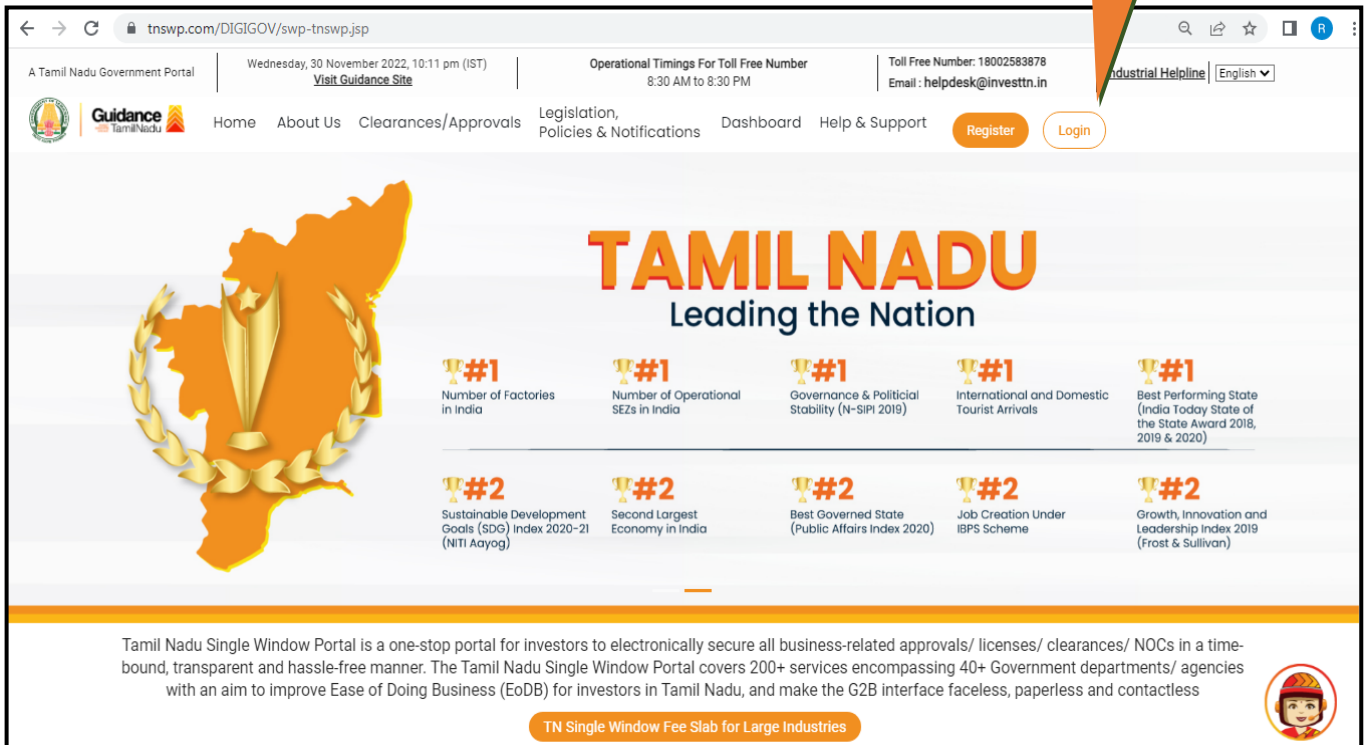 tnswp.com/DIGIGOV/swp-tnswp.jsp
R
A Tamil Nadu Government Portal
Wednesday, 30 November 2022, 10:11 pm (IST)
Visit Guidance Site
Operational Timings For Toll Free Number
8:30 AM to 8:30 PM
Toll Free Number: 18002583878
Email : helpdesk@investtn.in
Industrial Helpline
English
Guidance
TamilNadu
Home About Us Clearances/Approvals
Legislation,
Policies & Notifications
Dashboard Help & Support
Register
Login
TAMIL NADU
Leading the Nation
#1
Number of Factories
in India
#1
Number of Operational
SEZs in India
#1
Governance & Politicial
Stability (N-SIPI 2019)
#1
International and Domestic
Tourist Arrivals
#1
Best Performing State
(India Today State of
the State Award 2018,
2019 & 2020)
#2
Sustainable Development
Goals (SDG) Index 2020-21
(NITI Aayog)
#2
Second Largest
Economy in India
#2
Best Governed State
(Public Affairs Index 2020)
#2
Job Creation Under
IBPS Scheme
#2
Growth, Innovation and
Leadership Index 2019
(Frost & Sullivan)
Tamil Nadu Single Window Portal is a one-stop portal for investors to electronically secure all business-related approvals/ licenses/ clearances/ NOCs in a time-
bound, transparent and hassle-free manner. The Tamil Nadu Single Window Portal covers 200+ services encompassing 40+ Government departments/ agencies
with an aim to improve Ease of Doing Business (EoDB) for investors in Tamil Nadu, and make the G2B interface faceless, paperless and contactless
TN Single Window Fee Slab for Large Industries